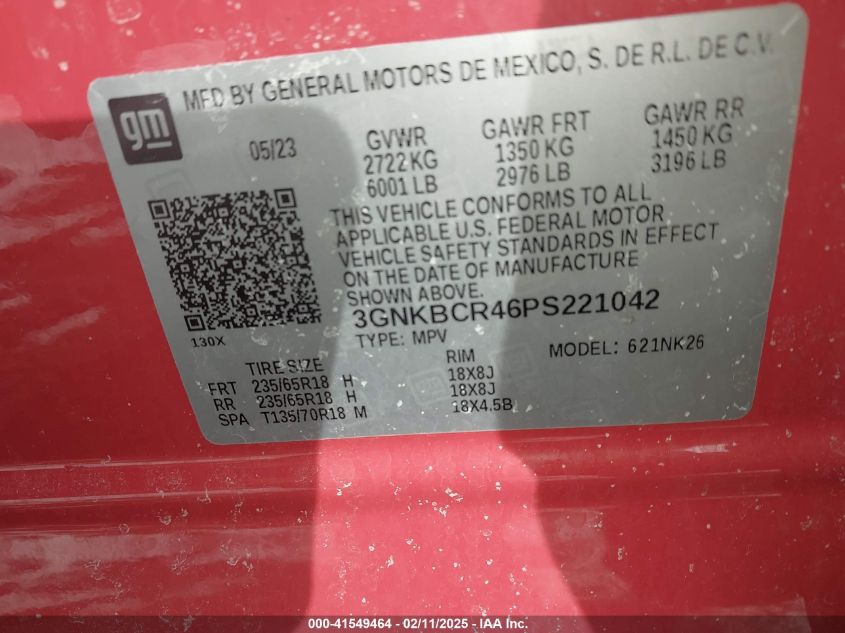 gm
MFD BY GENERAL MOTORS DE MEXICO, S. DE R.L. DE C.V.
05/23
GVWR
2722 KG
6001 LB
GAWR FRT
1350 KG
2976 LB
GAWR RR
1450 KG
3196 LB
THIS VEHICLE CONFORMS TO ALL
APPLICABLE U.S. FEDERAL MOTOR
VEHICLE SAFETY STANDARDS IN EFFECT
ON THE DATE OF MANUFACTURE
SHOWN ABOVE.
3GNKBCR46PS221042
130X
TYPE: MPV
MODEL: 621NK26
TIRE SIZE RIM
FRT 235/65R18 H 18X8J
RR 235/65R18 H 18X8J
SPA T135/70R18 M 18X4.5B
000-41549464 - 02/11/2025 - IAA Inc.